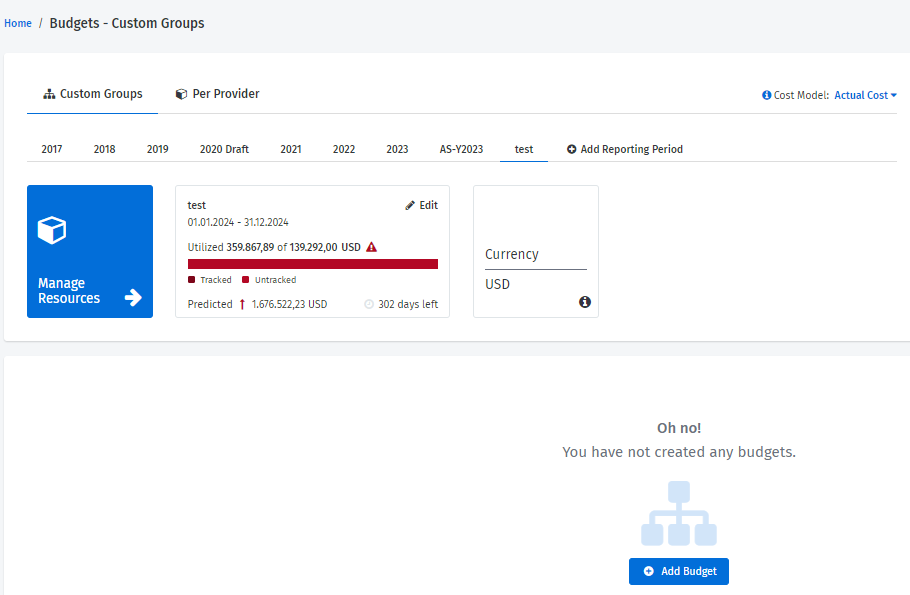 Home / Budgets - Custom Groups
Custom Groups Per Provider Cost Model: Actual Cost
2017 2018 2019 2020 Draft 2021 2022 2023 AS-Y2023 test Add Reporting Period
Manage
Resources
test Edit
01.01.2024 - 31.12.2024
Utilized 359.867,89 of 139.292,00 USD
Tracked Untracked
Predicted 1.676.522,23 USD 302 days left
Currency
USD
Oh no!
You have not created any budgets.
Add Budget